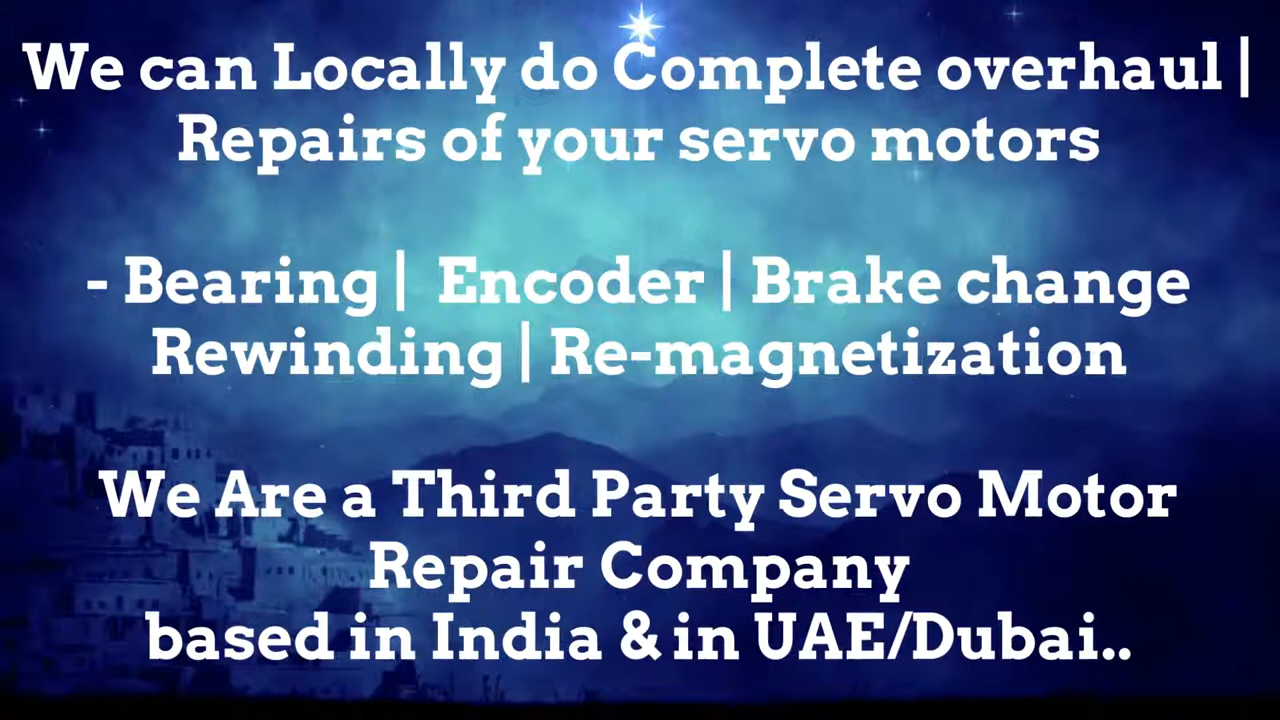 We can Locally do Complete overhaul |
Repairs of your servo motors
- Bearing | Encoder | Brake change
Rewinding | Re-magnetization
We Are a Third Party Servo Motor
Repair Company
based in India & in UAE/Dubai..